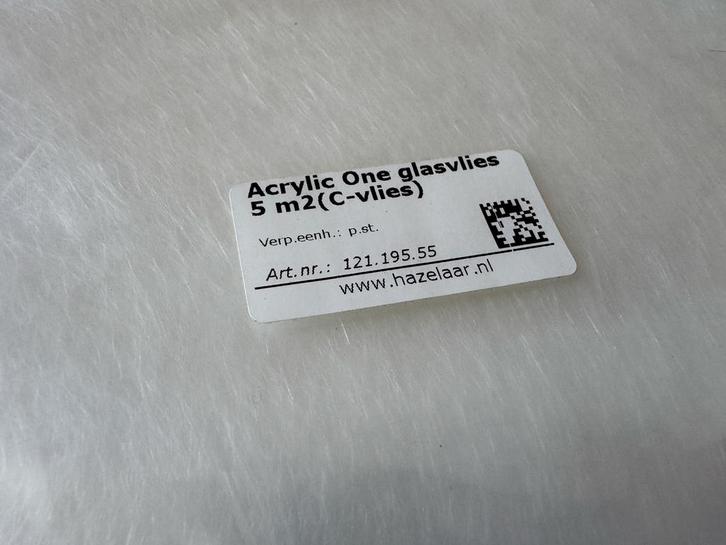 Acrylic One glasvlies
5 m2(C-vlies)
Verp.eenh.: p.st.
Art.nr.: 121.195.55
www.hazelaar.nl